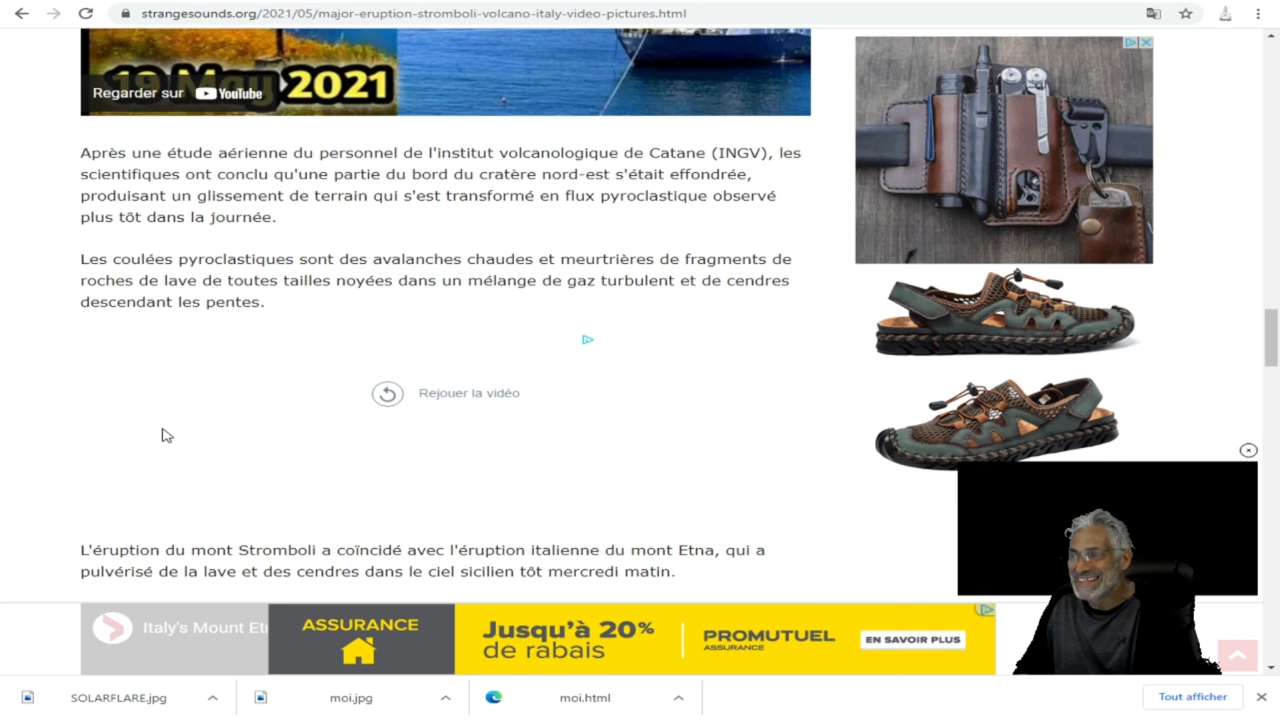 strangesounds.org/2021/05/major-eruption-stromboli-volcano-italy-video-pictures.html
19 May 2021
Regarder sur YouTube
Après une étude aérienne du personnel de l'institut volcanologique de Catane (INGV), les
scientifiques ont conclu qu'une partie du bord du cratère nord-est s'était effondrée,
produisant un glissement de terrain qui s'est transformé en flux pyroclastique observé
plus tôt dans la journée.
Les coulées pyroclastiques sont des avalanches chaudes et meurtrières de fragments de
roches de lave de toutes tailles noyées dans un mélange de gaz turbulent et de cendres
descendant les pentes.
Rejouer la vidéo
L'éruption du mont Stromboli a coïncidé avec l'éruption italienne du mont Etna, qui a
pulvérisé de la lave et des cendres dans le ciel sicilien tôt mercredi matin.
Italy's Mount Etn
ASSURANCE
Jusqu'à 20%
de rabais
PROMUTUEL
ASSURANCE
EN SAVOIR PLUS
SOLARFLARE.jpg
moi.jpg
moi.html
Tout afficher